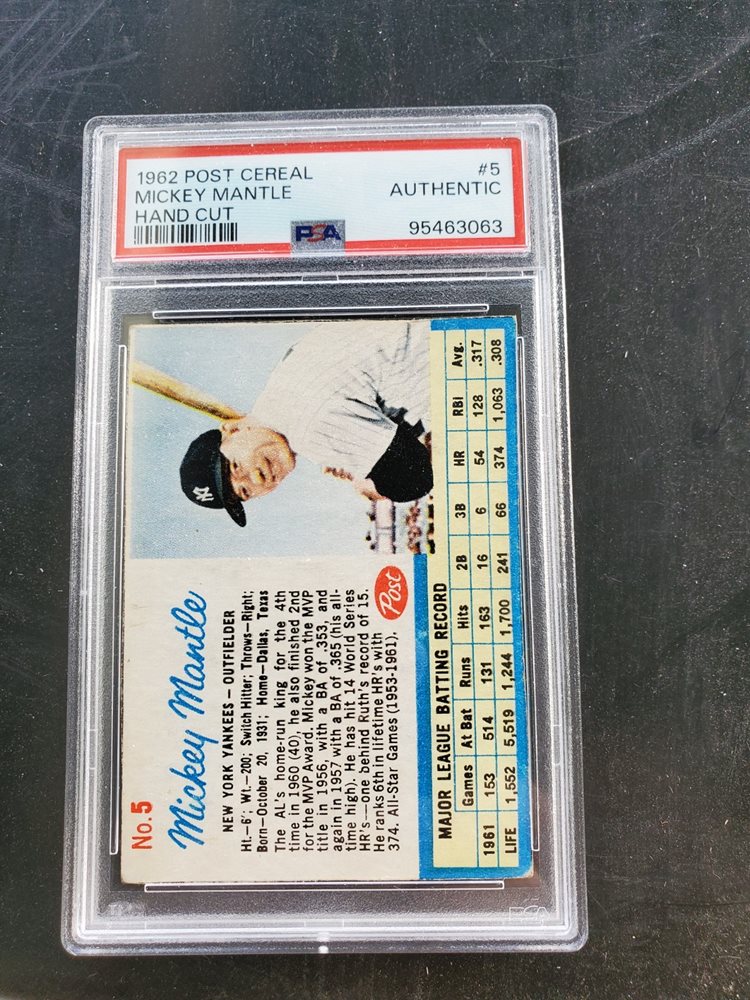 1962 POST CEREAL #5
MICKEY MANTLE AUTHENTIC
HAND CUT
PSA 95463063
No. 5
Mickey Mantle
NEW YORK YANKEES – OUTFIELDER
Ht.–6'; Wt.–200; Switch Hitter; Throws–Right;
Born–October 20, 1931; Home–Dallas, Texas
The AL's home-run king for the 4th
time in 1960 (40), he also finished 2nd
for the MVP Award. Mickey won the MVP
title in 1956, with a BA of .353, and
again in 1957 with a BA of .365 (his all-
time high). He has hit 14 World Series
HR's—one behind Ruth's record of 15.
He ranks 6th in lifetime HR's with
374. All-Star Games (1953-1961).
Post
NY
MAJOR LEAGUE BATTING RECORD
Games At Bat Runs Hits 2B 3B HR RBI Avg.
1961 153 514 131 163 16 6 54 128 .317
LIFE 1,552 5,519 1,244 1,700 241 66 374 1,063 .308